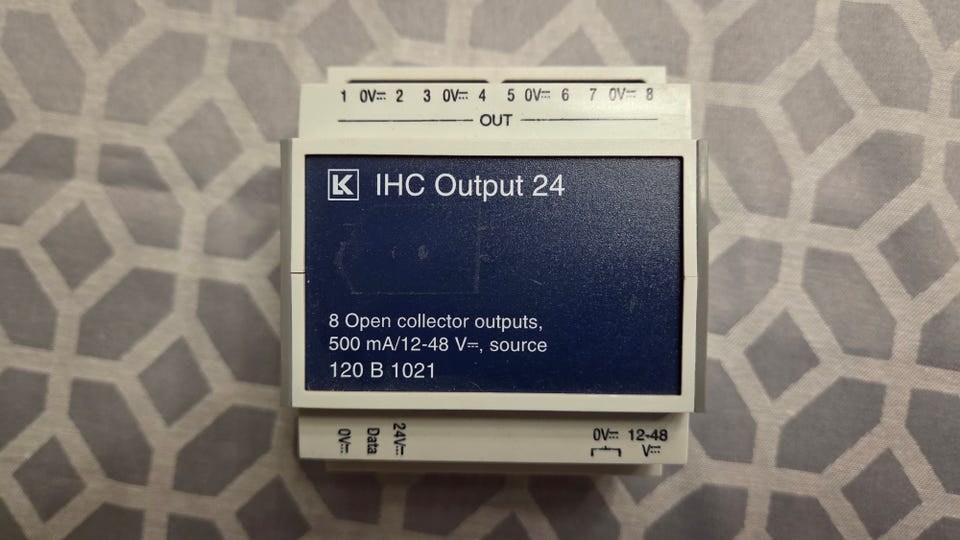 1 0V⎓ 2 3 0V⎓ 4 5 0V⎓ 6 7 0V⎓ 8
OUT
K IHC Output 24
8 Open collector outputs,
500 mA/12-48 V⎓, source
120 B 1021
0V⎓ Data 24V⎓ 0V⎓ 12-48
V⎓